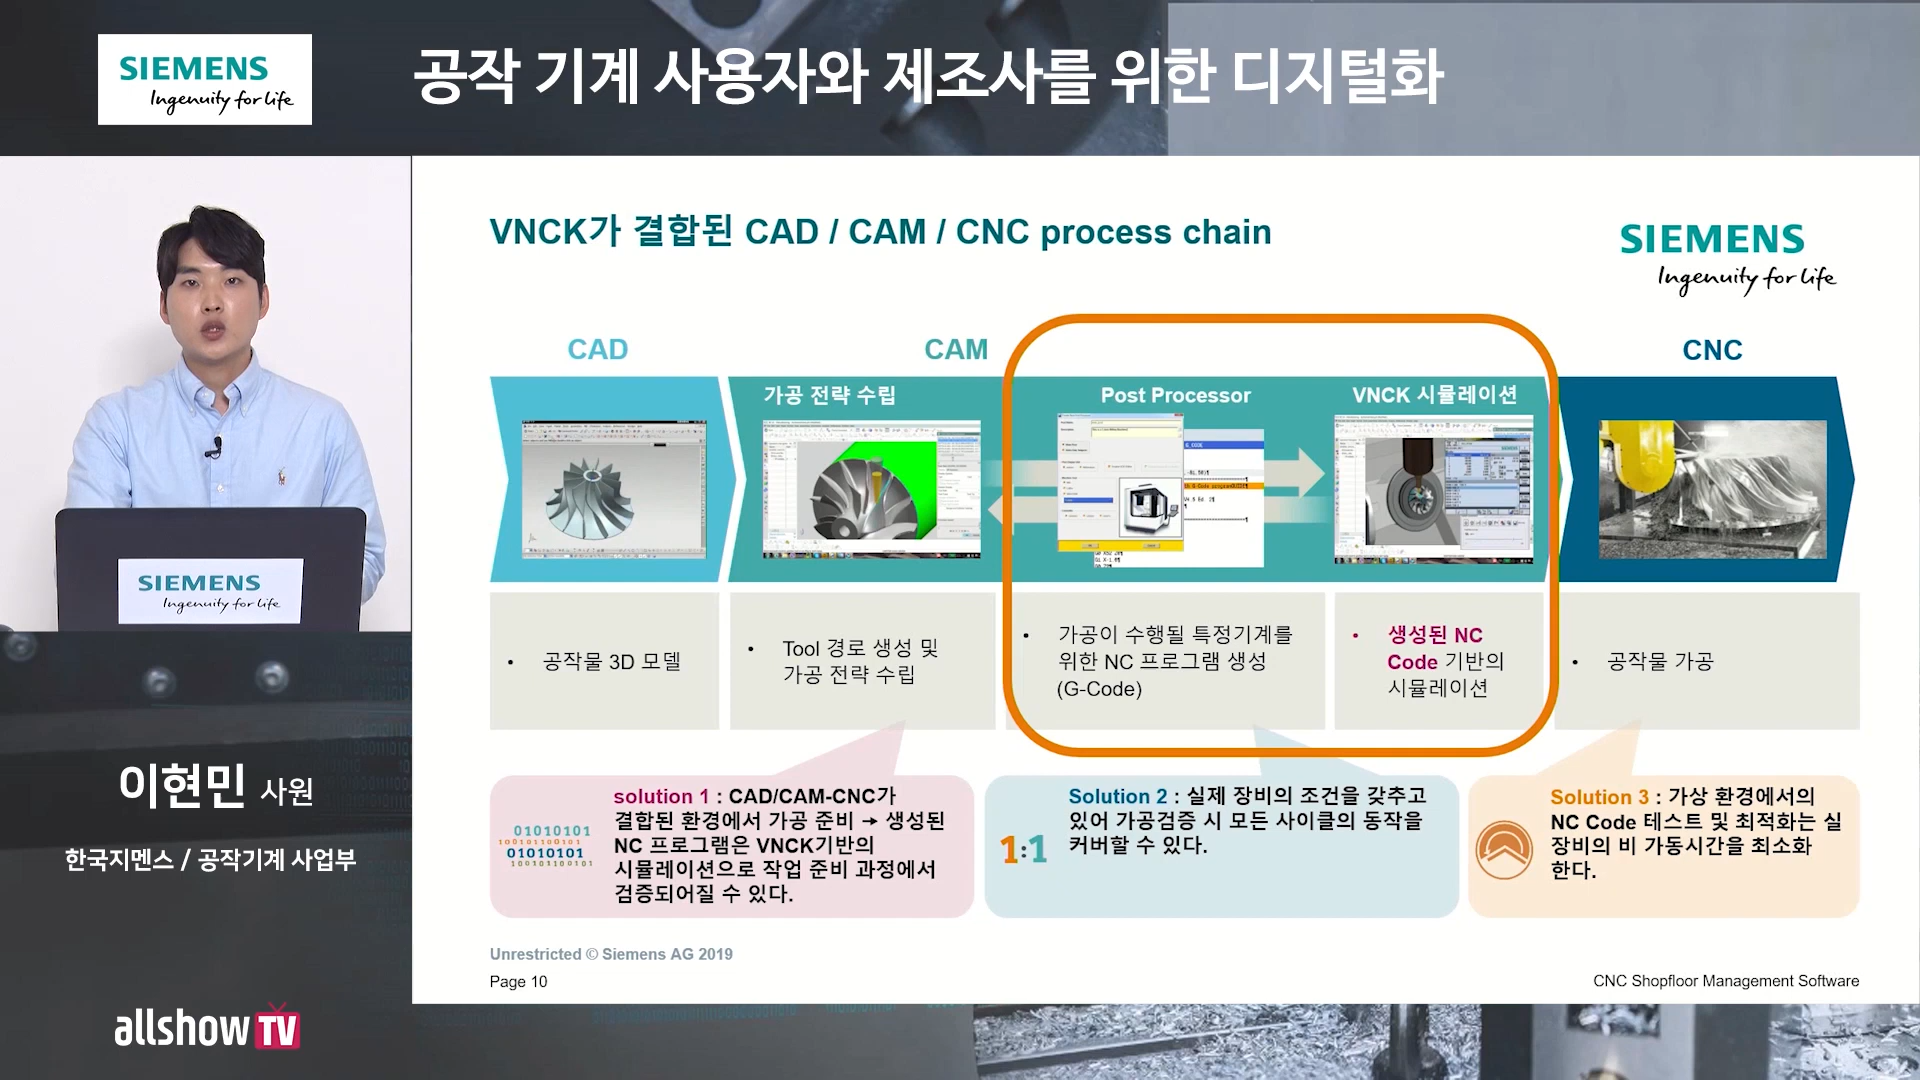 SIEMENS
Ingenuity for life
공작 기계 사용자와 제조사를 위한 디지털화
VNCK가 결합된 CAD / CAM / CNC process chain
SIEMENS
Ingenuity for life
CAD
CAM
CNC
가공 전략 수립
Post Processor
VNCK 시뮬레이션
• 공작물 3D 모델
• Tool 경로 생성 및
가공 전략 수립
• 가공이 수행될 특정기계를
위한 NC 프로그램 생성
(G-Code)
• 생성된 NC
Code 기반의
시뮬레이션
• 공작물 가공
01010101
100101100101
01010101
100101100101
solution 1 : CAD/CAM-CNC가
결합된 환경에서 가공 준비 → 생성된
NC 프로그램은 VNCK기반의
시뮬레이션으로 작업 준비 과정에서
검증되어질 수 있다.
1:1
Solution 2 : 실제 장비의 조건을 갖추고
있어 가공검증 시 모든 사이클의 동작을
커버할 수 있다.
Solution 3 : 가상 환경에서의
NC Code 테스트 및 최적화는 실
장비의 비 가동시간을 최소화
한다.
Unrestricted © Siemens AG 2019
Page 10
CNC Shopfloor Management Software
SIEMENS
Ingenuity for life
이현민 사원
한국지멘스 / 공작기계 사업부
allshow TV